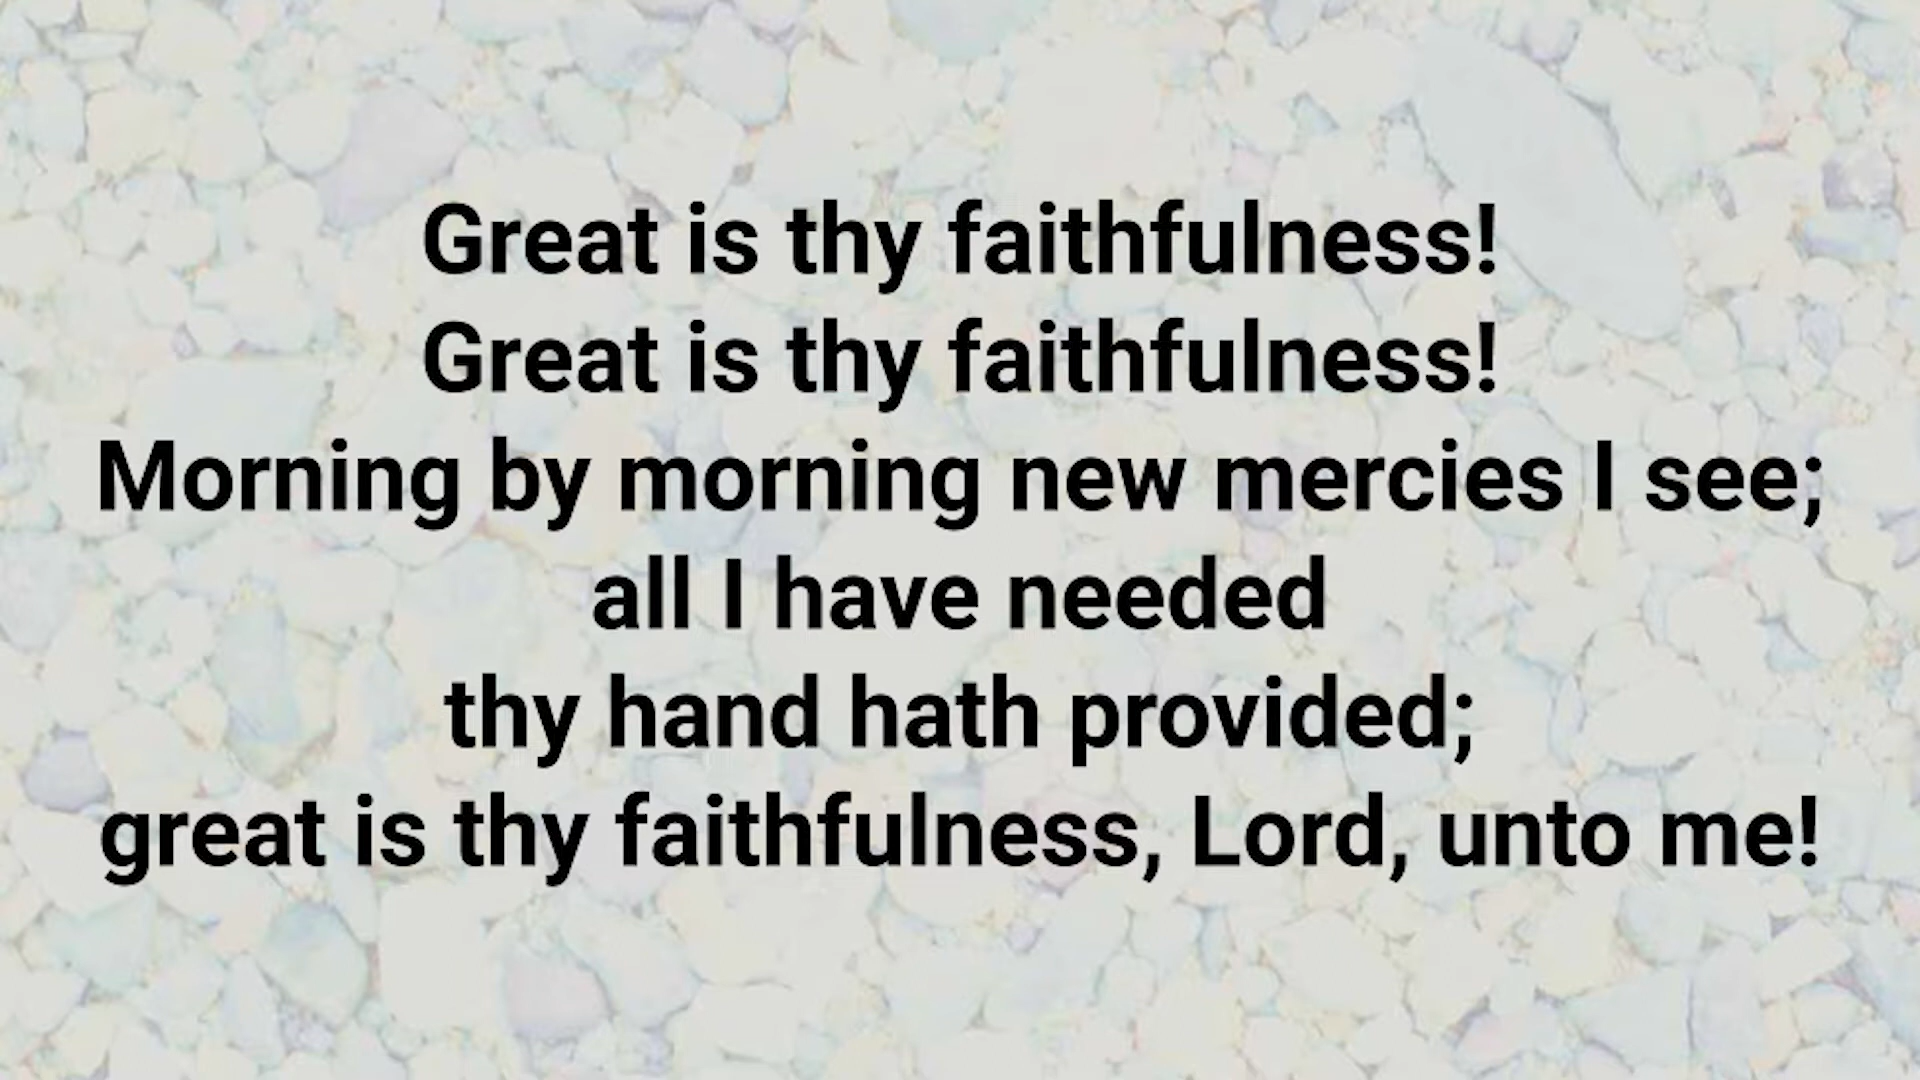 Great is thy faithfulness!
Great is thy faithfulness!
Morning by morning new mercies I see;
all I have needed
thy hand hath provided;
great is thy faithfulness, Lord, unto me!